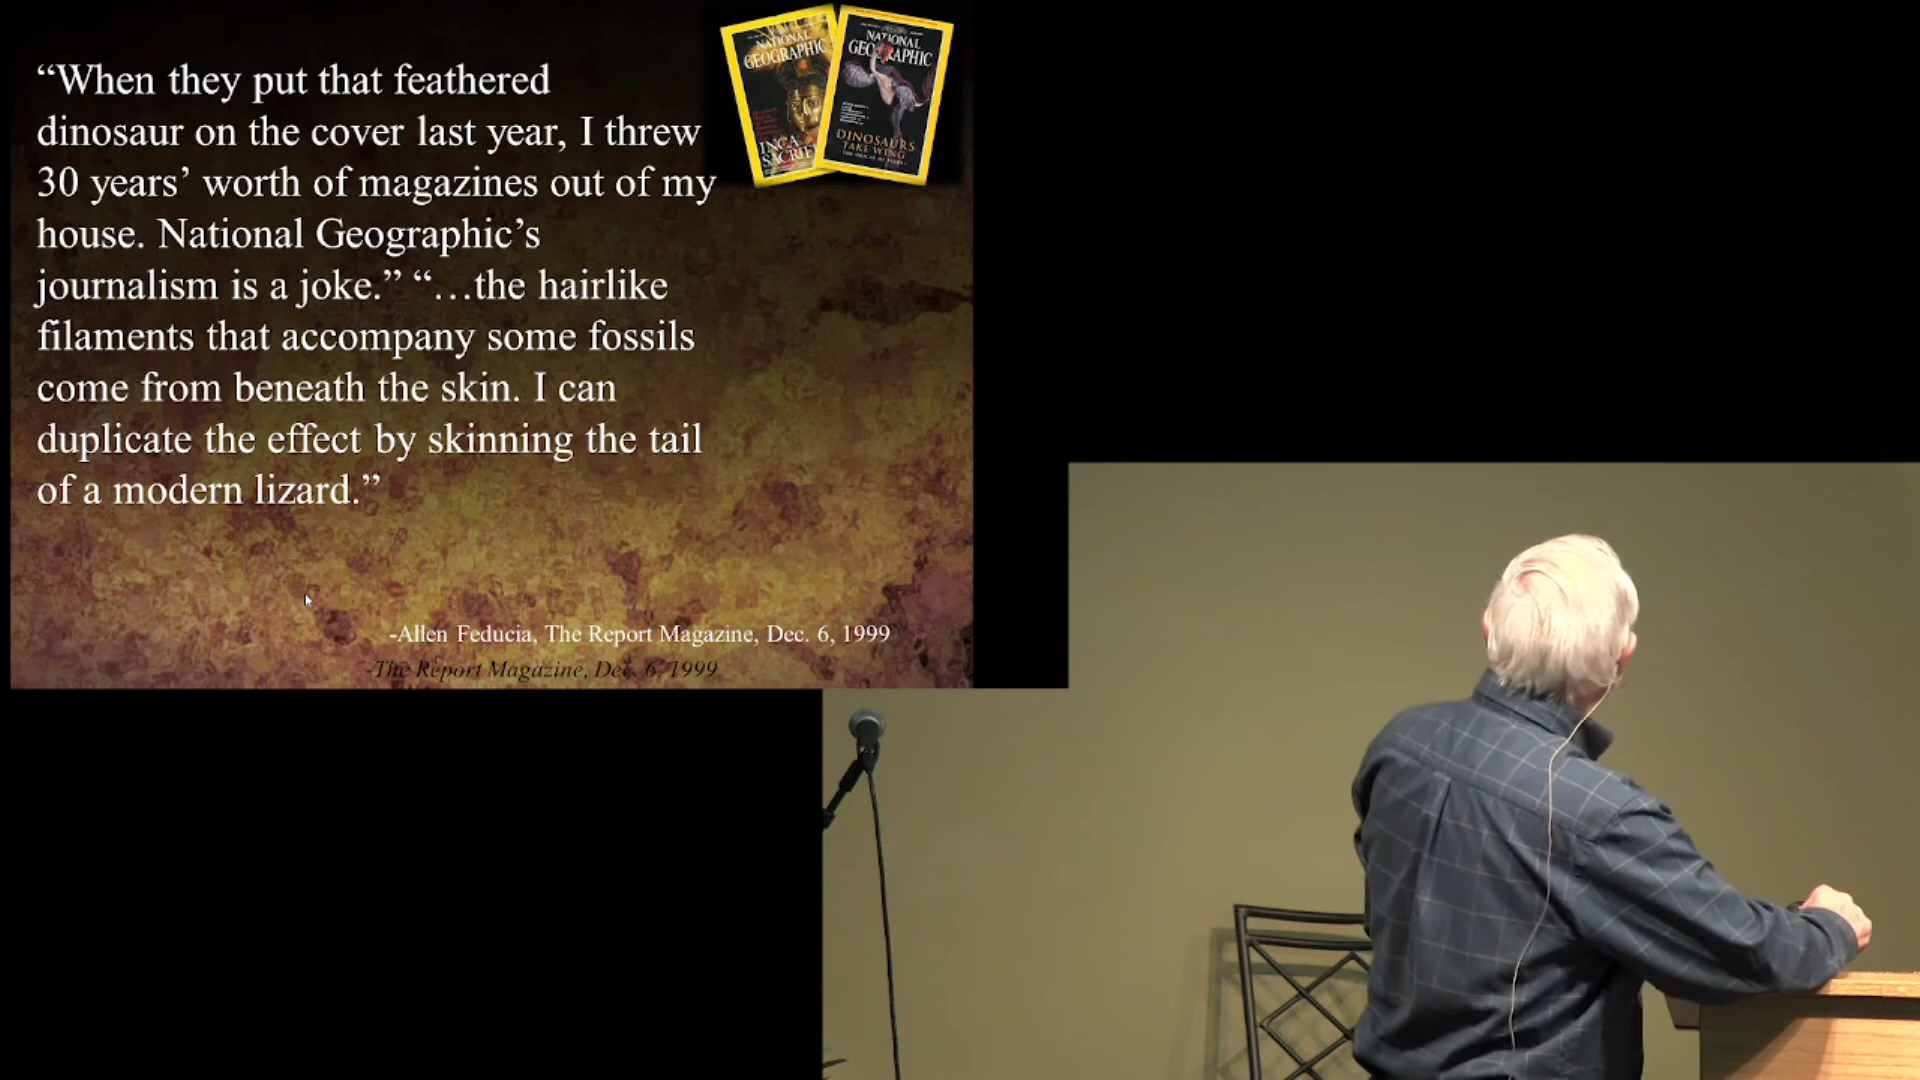 “When they put that feathered
dinosaur on the cover last year, I threw
30 years’ worth of magazines out of my
house. National Geographic’s
journalism is a joke.” “…the hairlike
filaments that accompany some fossils
come from beneath the skin. I can
duplicate the effect by skinning the tail
of a modern lizard.”
-Allen Feducia, The Report Magazine, Dec. 6, 1999
-The Report Magazine, Dec. 6, 1999
NATIONAL
GEOGRAPHIC
INCA
NATIONAL
GEOGRAPHIC
DINOSAURS
TAKE WING